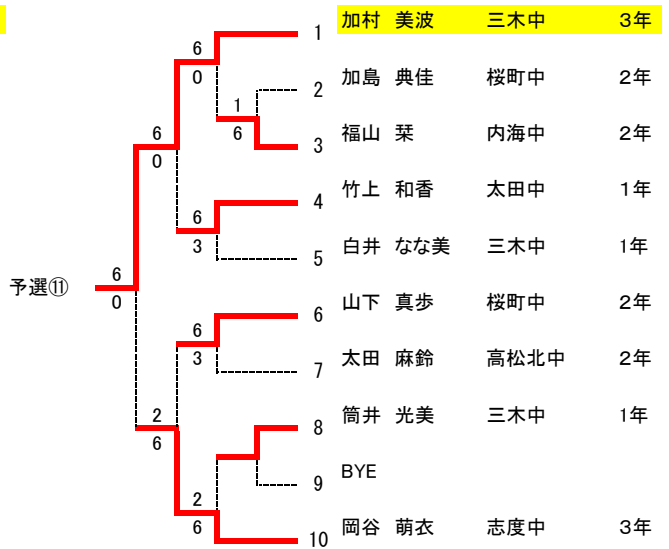 1 加村 美波 三木中 3年
6
0
2 加島 典佳 桜町中 2年
1
6
3 福山 栞 内海中 2年
6
0
4 竹上 和香 太田中 1年
6
3
5 白井 なな美 三木中 1年
予選⑪
6
0
6 山下 真歩 桜町中 2年
6
3
7 太田 麻鈴 高松北中 2年
2
6
8 筒井 光美 三木中 1年
9 BYE
2
6
10 岡谷 萌衣 志度中 3年